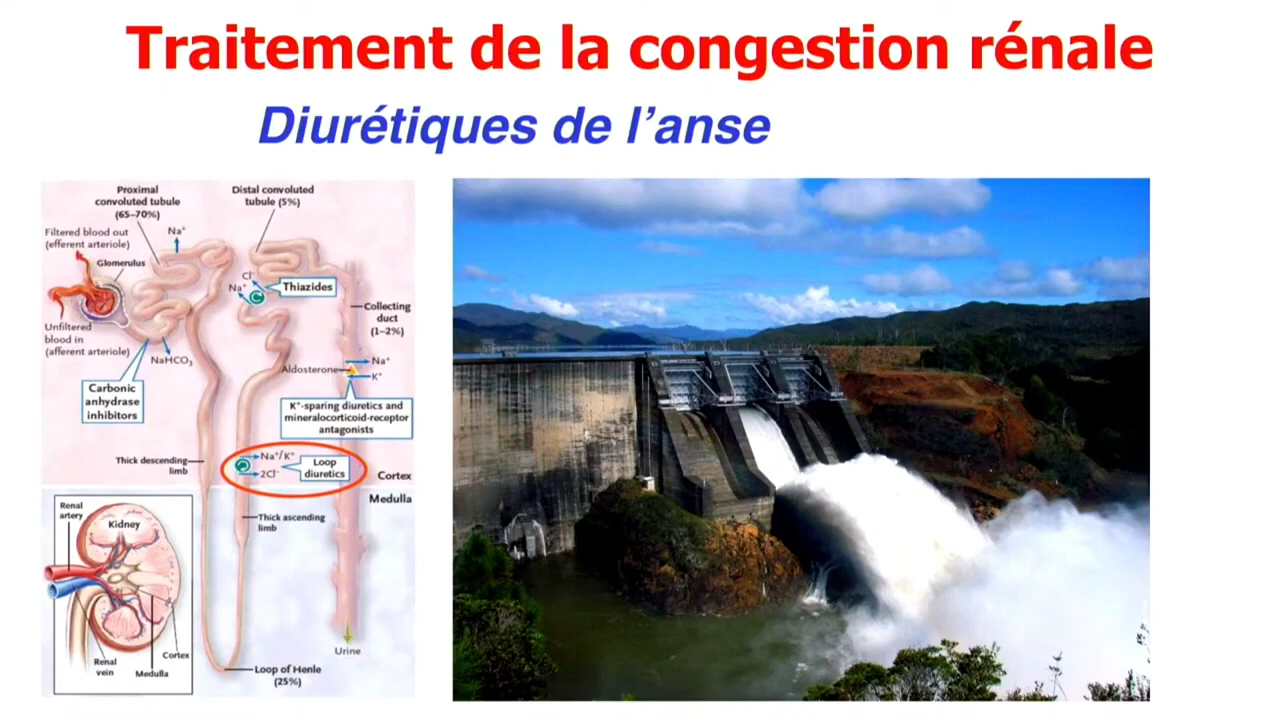 Traitement de la congestion rénale
Diurétiques de l’anse
Proximal
convoluted tubule
(65–70%)
Distal convoluted
tubule (5%)
Filtered blood out
(efferent arteriole)
Na⁺
Glomerulus
Cl⁻
Na⁺
Thiazides
Collecting
duct
(1–2%)
Unfiltered
blood in
(afferent arteriole)
NaHCO₃
Na⁺
Aldosterone
K⁺
Carbonic
anhydrase
inhibitors
K⁺-sparing diuretics and
mineralocorticoid-receptor
antagonists
Thick descending
limb
Na⁺/K⁺
2Cl⁻
Loop
diuretics
Cortex
Medulla
Renal
artery
Kidney
Thick ascending
limb
Cortex
Renal
vein
Medulla
Urine
Loop of Henle
(25%)